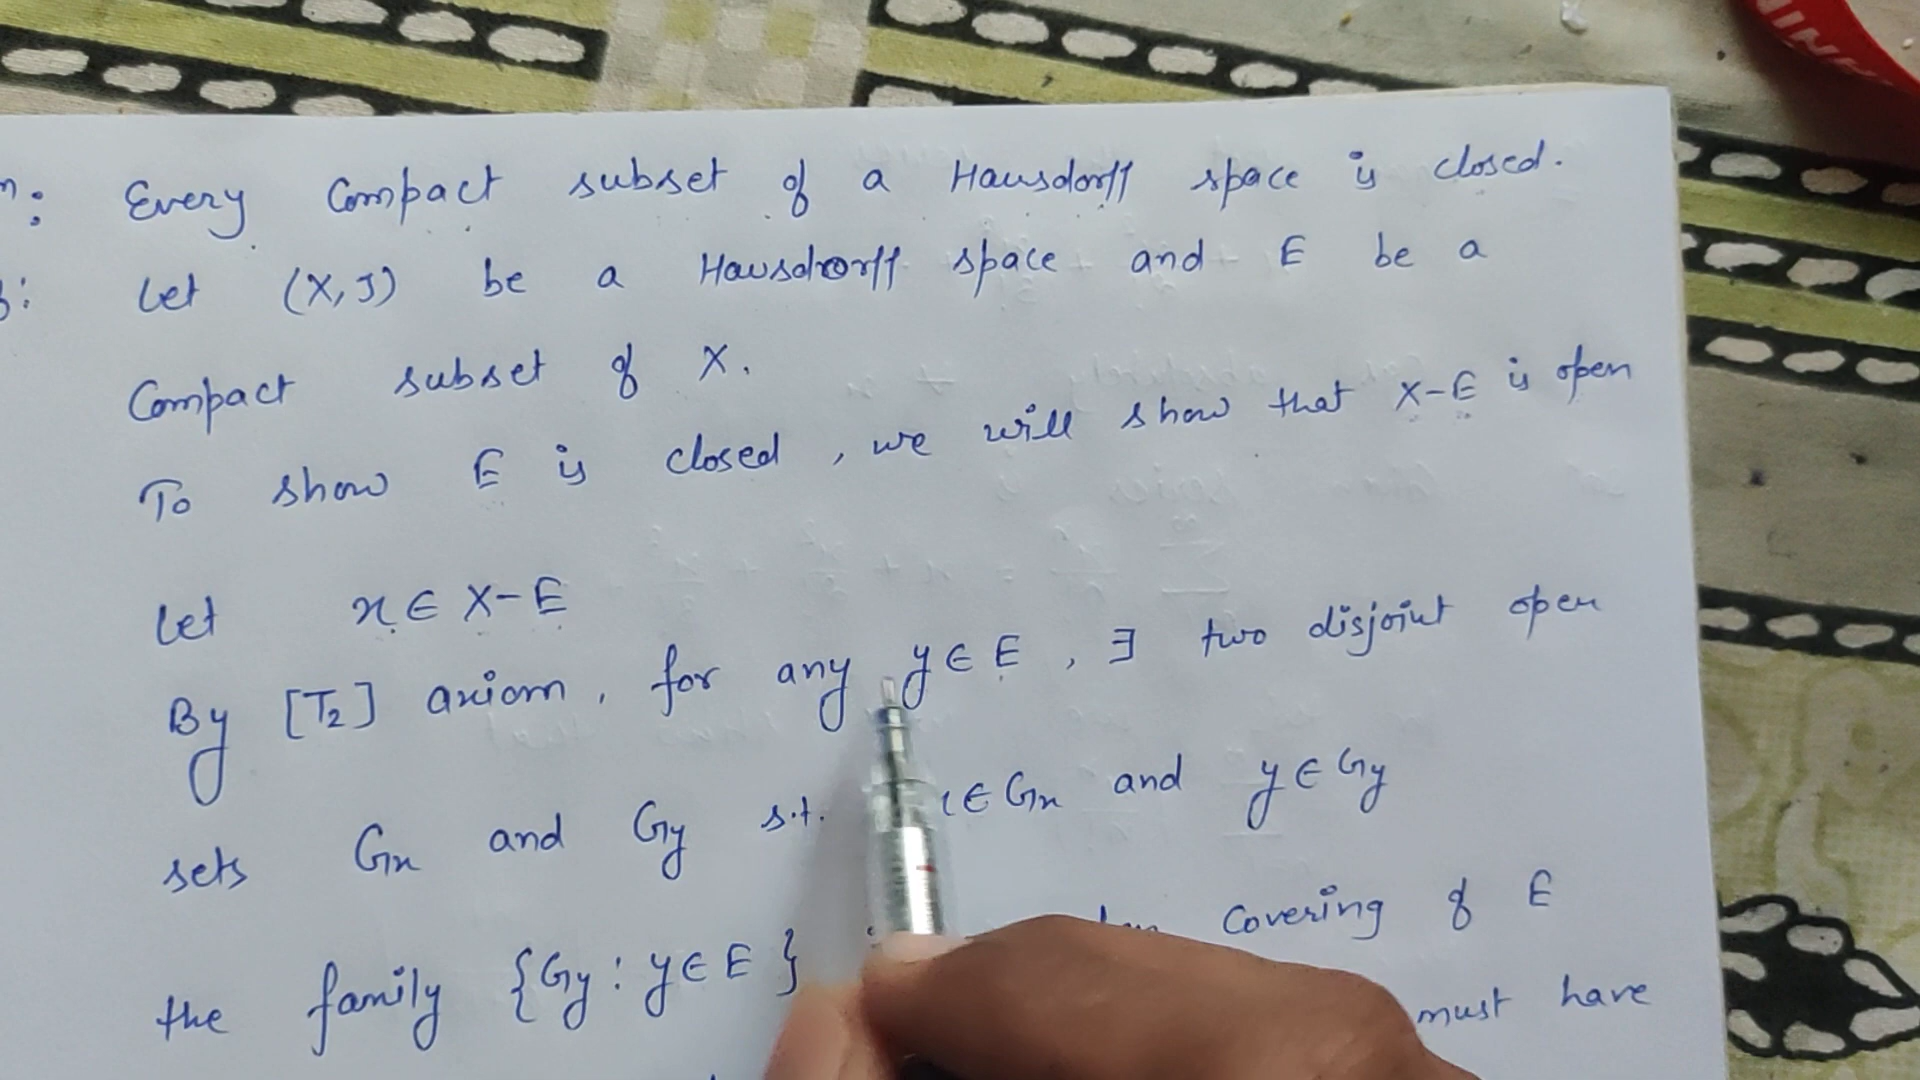 n: Every Compact subset of a Hausdorff space is closed.
Let (X, J) be a Hausdorff space and E be a
Compact subset of X.
To show E is closed, we will show that X-E is open
Let x ∈ X-E
By [T₂] axiom, for any y ∈ E, ∃ two disjoint open
sets Gx and Gy s.t. x ∈ Gx and y ∈ Gy
the family {Gy : y ∈ E} covering of E
must have